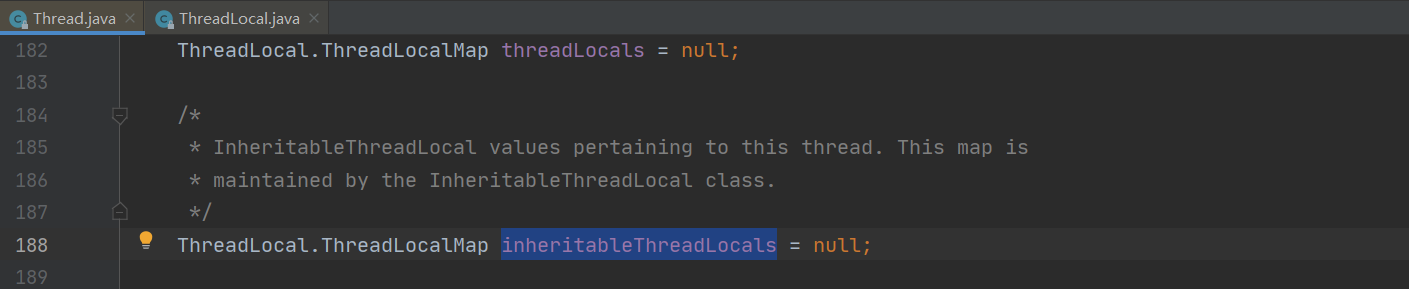 Thread.java ThreadLocal.java
182 ThreadLocal.ThreadLocalMap threadLocals = null;
183
184 /*
185 * InheritableThreadLocal values pertaining to this thread. This map is
186 * maintained by the InheritableThreadLocal class.
187 */
188 ThreadLocal.ThreadLocalMap inheritableThreadLocals = null;
189